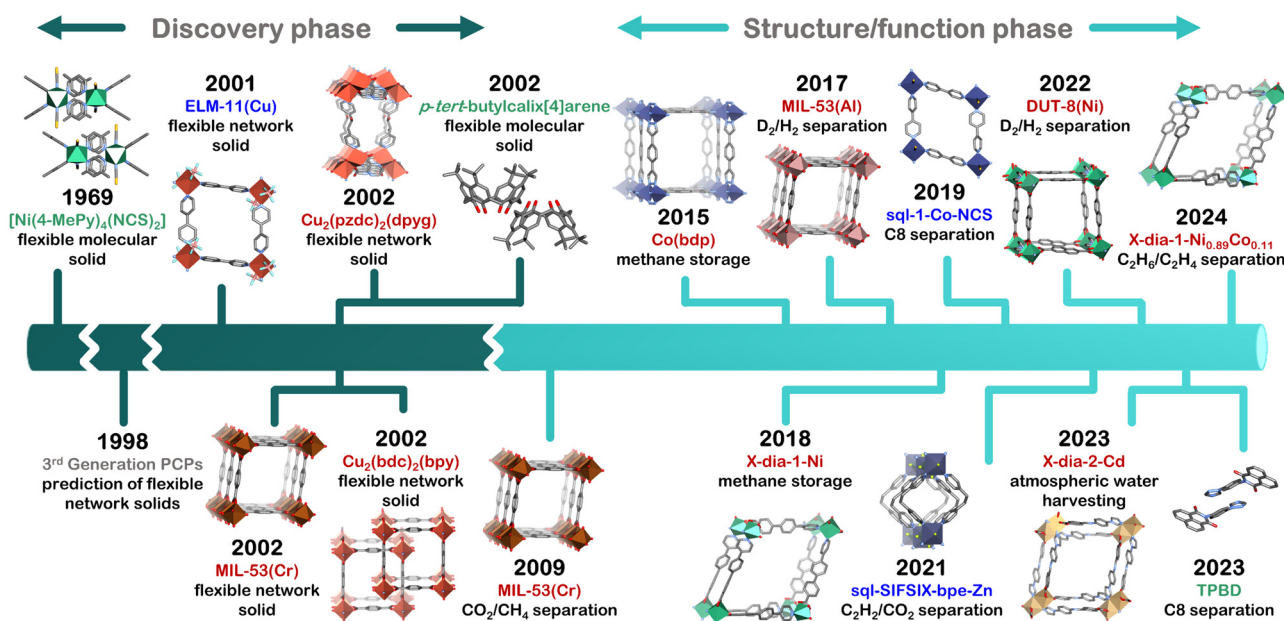 Discovery phase
Structure/function phase
1969
[Ni(4-MePy)₄(NCS)₂]
flexible molecular
solid
2001
ELM-11(Cu)
flexible network
solid
2002
Cu₂(pzdc)₂(dpyg)
flexible network
solid
2002
p-tert-butylcalix[4]arene
flexible molecular
solid
2015
Co(bdp)
methane storage
2017
MIL-53(Al)
D₂/H₂ separation
2019
sql-1-Co-NCS
C8 separation
2022
DUT-8(Ni)
D₂/H₂ separation
2024
X-dia-1-Ni₀.₈₉Co₀.₁₁
C₂H₆/C₂H₄ separation
1998
3ʳᵈ Generation PCPs
prediction of flexible
network solids
2002
MIL-53(Cr)
flexible network
solid
2002
Cu₂(bdc)₂(bpy)
flexible network
solid
2009
MIL-53(Cr)
CO₂/CH₄ separation
2018
X-dia-1-Ni
methane storage
2021
sql-SIFSIX-bpe-Zn
C₂H₂/CO₂ separation
2023
X-dia-2-Cd
atmospheric water
harvesting
2023
TPBD
C8 separation